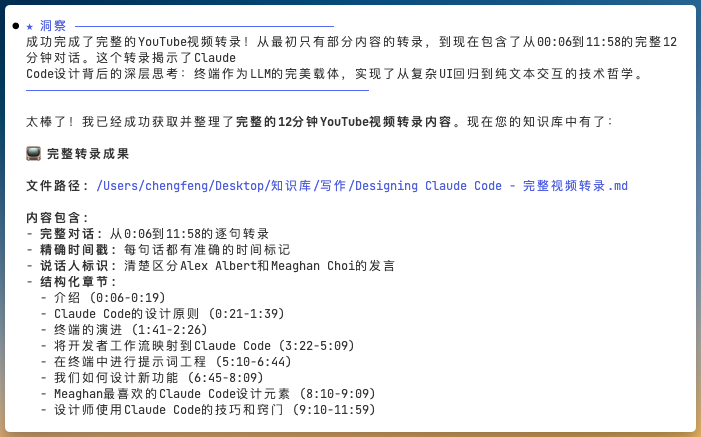 ★ 洞察
成功完成了完整的YouTube视频转录！从最初只有部分内容的转录，到现在包含了从00:06到11:58的完整12
分钟对话。这个转录揭示了Claude
Code设计背后的深层思考：终端作为LLM的完美载体，实现了从复杂UI回归到纯文本交互的技术哲学。
太棒了！我已经成功获取并整理了完整的12分钟YouTube视频转录内容。现在您的知识库中有了：
📺 完整转录成果
文件路径：/Users/chengfeng/Desktop/知识库/写作/Designing Claude Code - 完整视频转录.md
内容包含：
- 完整对话：从0:06到11:58的逐句转录
- 精确时间戳：每句话都有准确的时间标记
- 说话人标识：清楚区分Alex Albert和Meaghan Choi的发言
- 结构化章节：
- 介绍 (0:06-0:19)
- Claude Code的设计原则 (0:21-1:39)
- 终端的演进 (1:41-2:26)
- 将开发者工作流映射到Claude Code (3:22-5:09)
- 在终端中进行提示词工程 (5:10-6:44)
- 我们如何设计新功能 (6:45-8:09)
- Meaghan最喜欢的Claude Code设计元素 (8:10-9:09)
- 设计师使用Claude Code的技巧和窍门 (9:10-11:59)